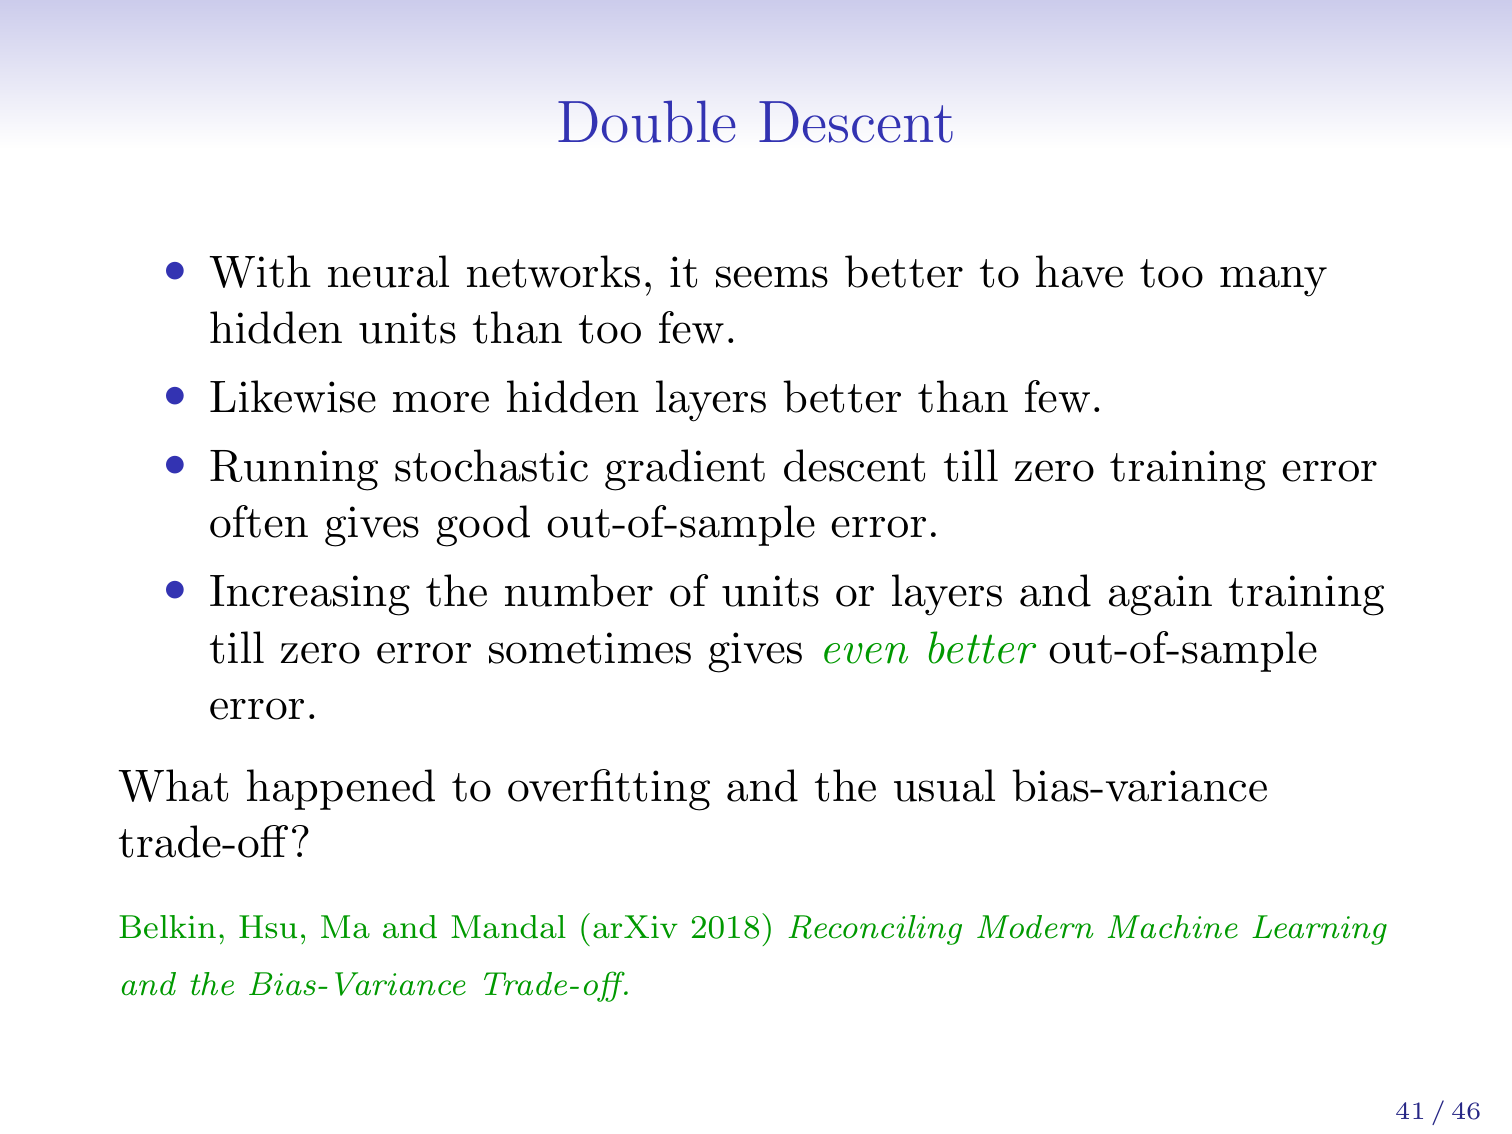 Double Descent
• With neural networks, it seems better to have too many
hidden units than too few.
• Likewise more hidden layers better than few.
• Running stochastic gradient descent till zero training error
often gives good out-of-sample error.
• Increasing the number of units or layers and again training
till zero error sometimes gives even better out-of-sample
error.
What happened to overfitting and the usual bias-variance
trade-off?
Belkin, Hsu, Ma and Mandal (arXiv 2018) Reconciling Modern Machine Learning
and the Bias-Variance Trade-off.
41 / 46